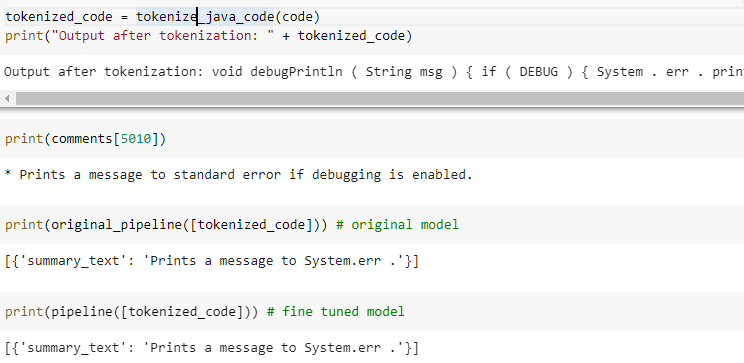 tokenized_code = tokenize_java_code(code)
print("Output after tokenization: " + tokenized_code)
Output after tokenization: void debugPrintln ( String msg ) { if ( DEBUG ) { System . err . prin
print(comments[5010])
* Prints a message to standard error if debugging is enabled.
print(original_pipeline([tokenized_code])) # original model
[{'summary_text': 'Prints a message to System.err .'}]
print(pipeline([tokenized_code])) # fine tuned model
[{'summary_text': 'Prints a message to System.err .'}]